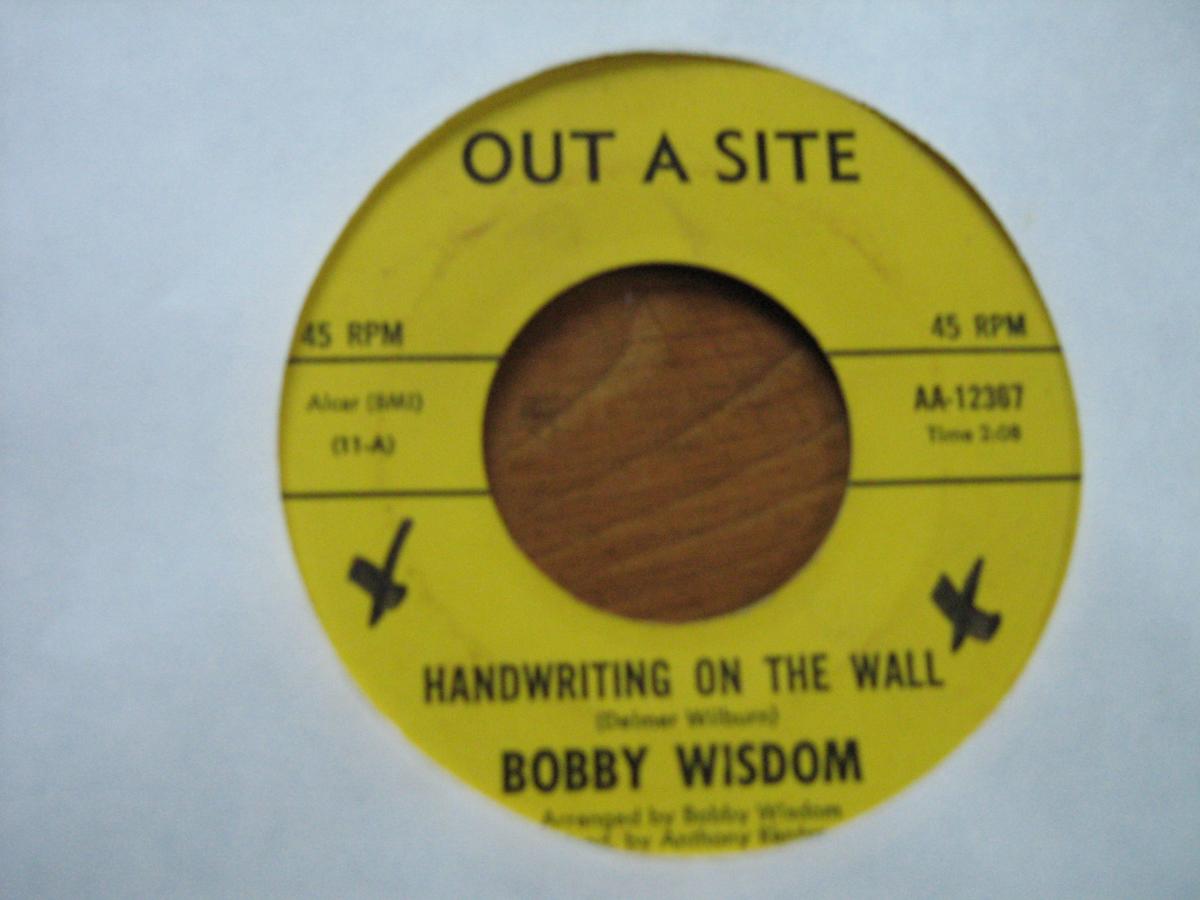 OUT A SITE
45 RPM
45 RPM
Alcar (BMI)
(11-A)
AA-12367
Time 2:08
HANDWRITING ON THE WALL
(Delmer Wilburn)
BOBBY WISDOM
Arranged by Bobby Wisdom
by Anthony